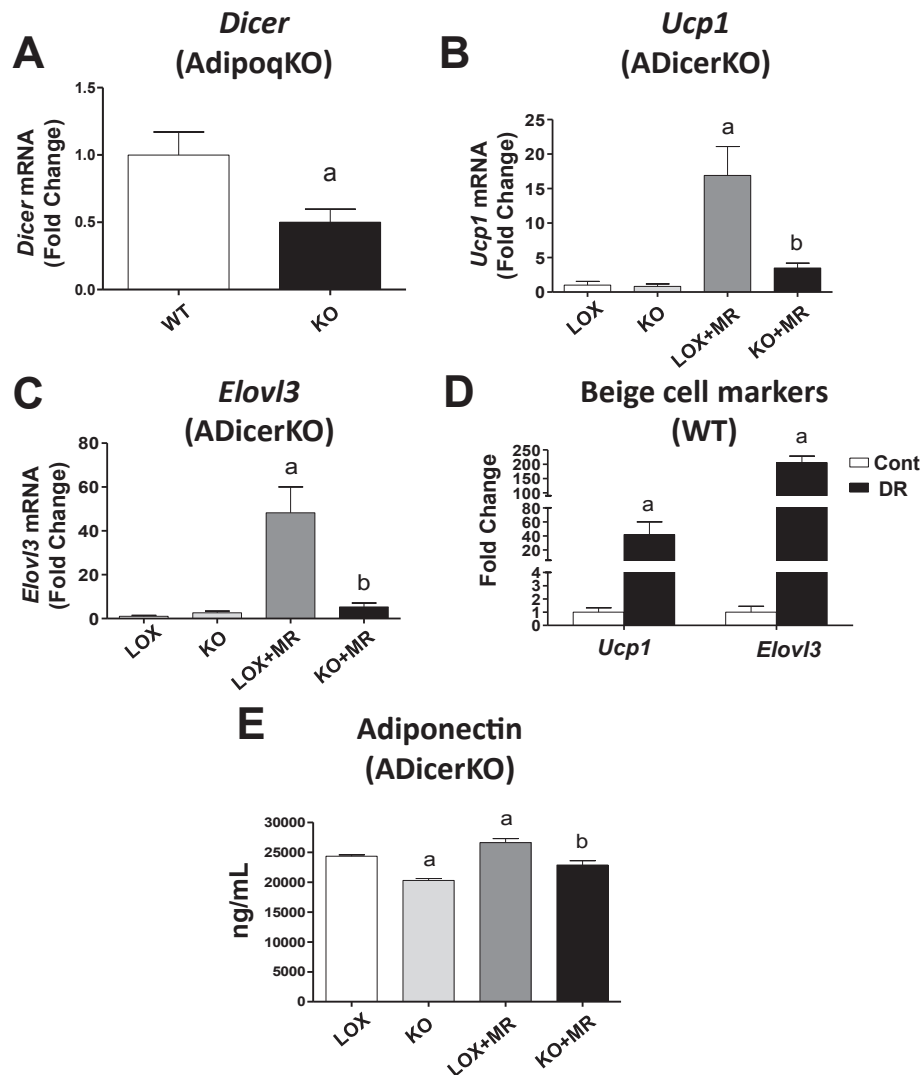 A
Dicer
(AdipoqKO)
Dicer mRNA
(Fold Change)
1.5
1.0
0.5
0.0
a
WT
KO
B
Ucp1
(ADicerKO)
Ucp1 mRNA
(Fold Change)
25
20
15
10
5
0
a
b
LOX
KO
LOX+MR
KO+MR
C
Elovl3
(ADicerKO)
Elovl3 mRNA
(Fold Change)
80
60
40
20
0
a
b
LOX
KO
LOX+MR
KO+MR
D
Beige cell markers
(WT)
Fold Change
250
200
150
100
80
60
40
20
4
3
2
1
0
a
a
Cont
DR
Ucp1
Elovl3
E
Adiponectin
(ADicerKO)
ng/mL
30000
25000
20000
15000
10000
5000
0
a
a
b
LOX
KO
LOX+MR
KO+MR